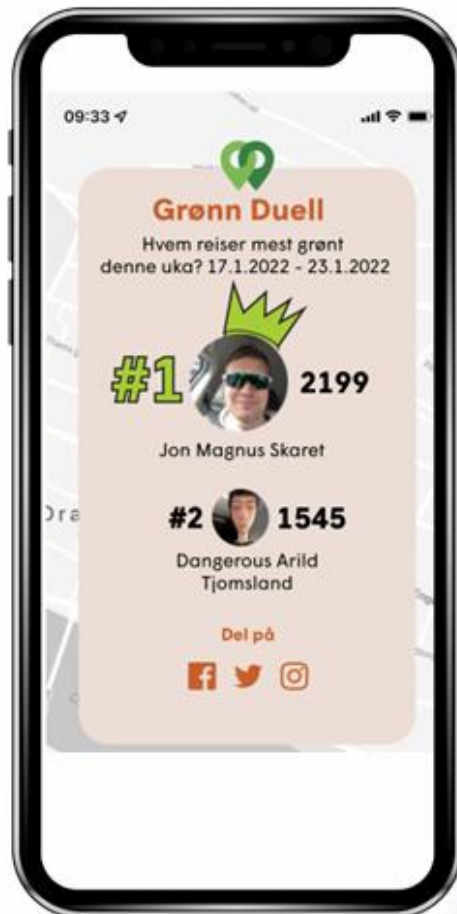 09:33
Grønn Duell
Hvem reiser mest grønt
denne uka? 17.1.2022 - 23.1.2022
#1
2199
Jon Magnus Skaret
Dra
#2
1545
Dangerous Arild
Tjomsland
Del på